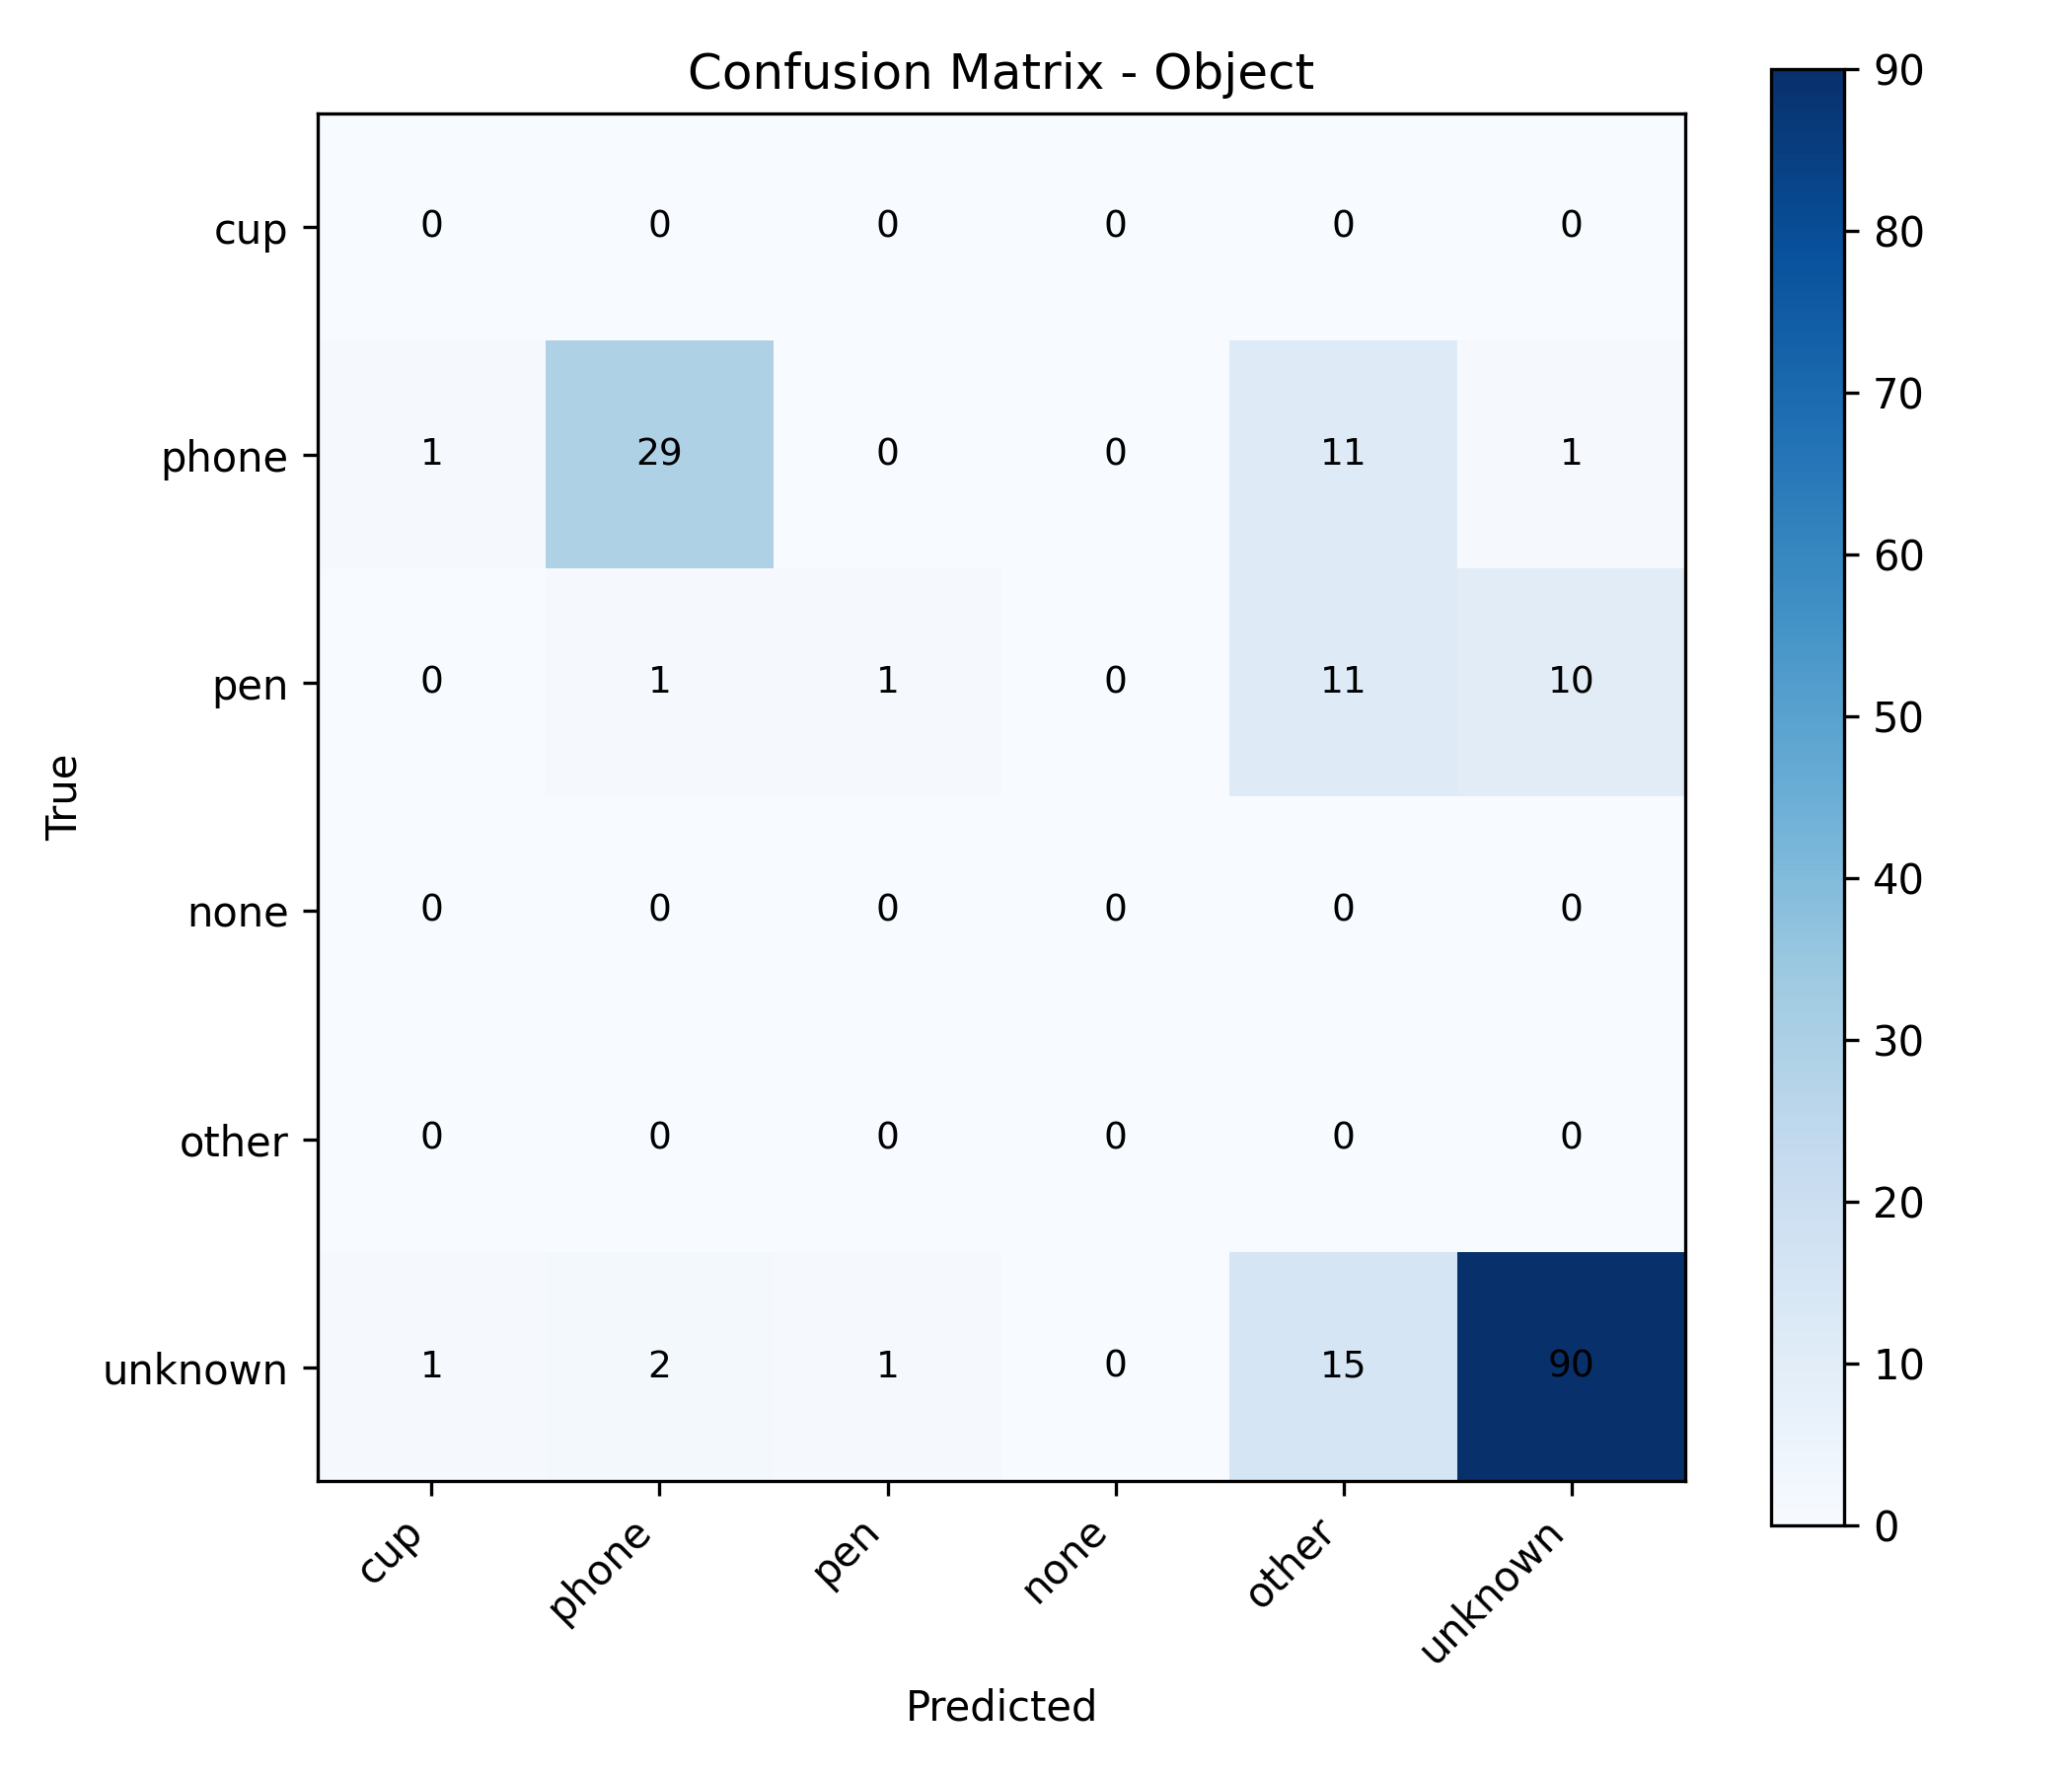 Confusion Matrix - Object
cup 0 0 0 0 0 0
phone 1 29 0 0 11 1
pen 0 1 1 0 11 10
none 0 0 0 0 0 0
other 0 0 0 0 0 0
unknown 1 2 1 0 15 90
True
cup phone pen none other unknown
Predicted
90
80
70
60
50
40
30
20
10
0